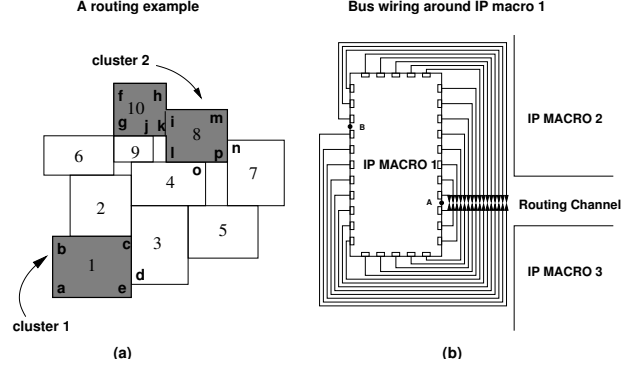 A routing example
Bus wiring around IP macro 1
cluster 2
f h
10
g j k
i m
8
l p
n
6
9
7
4
o
2
b c
1
a e
3
d
5
cluster 1
(a)
B
IP MACRO 1
A
IP MACRO 2
Routing Channel
IP MACRO 3
(b)